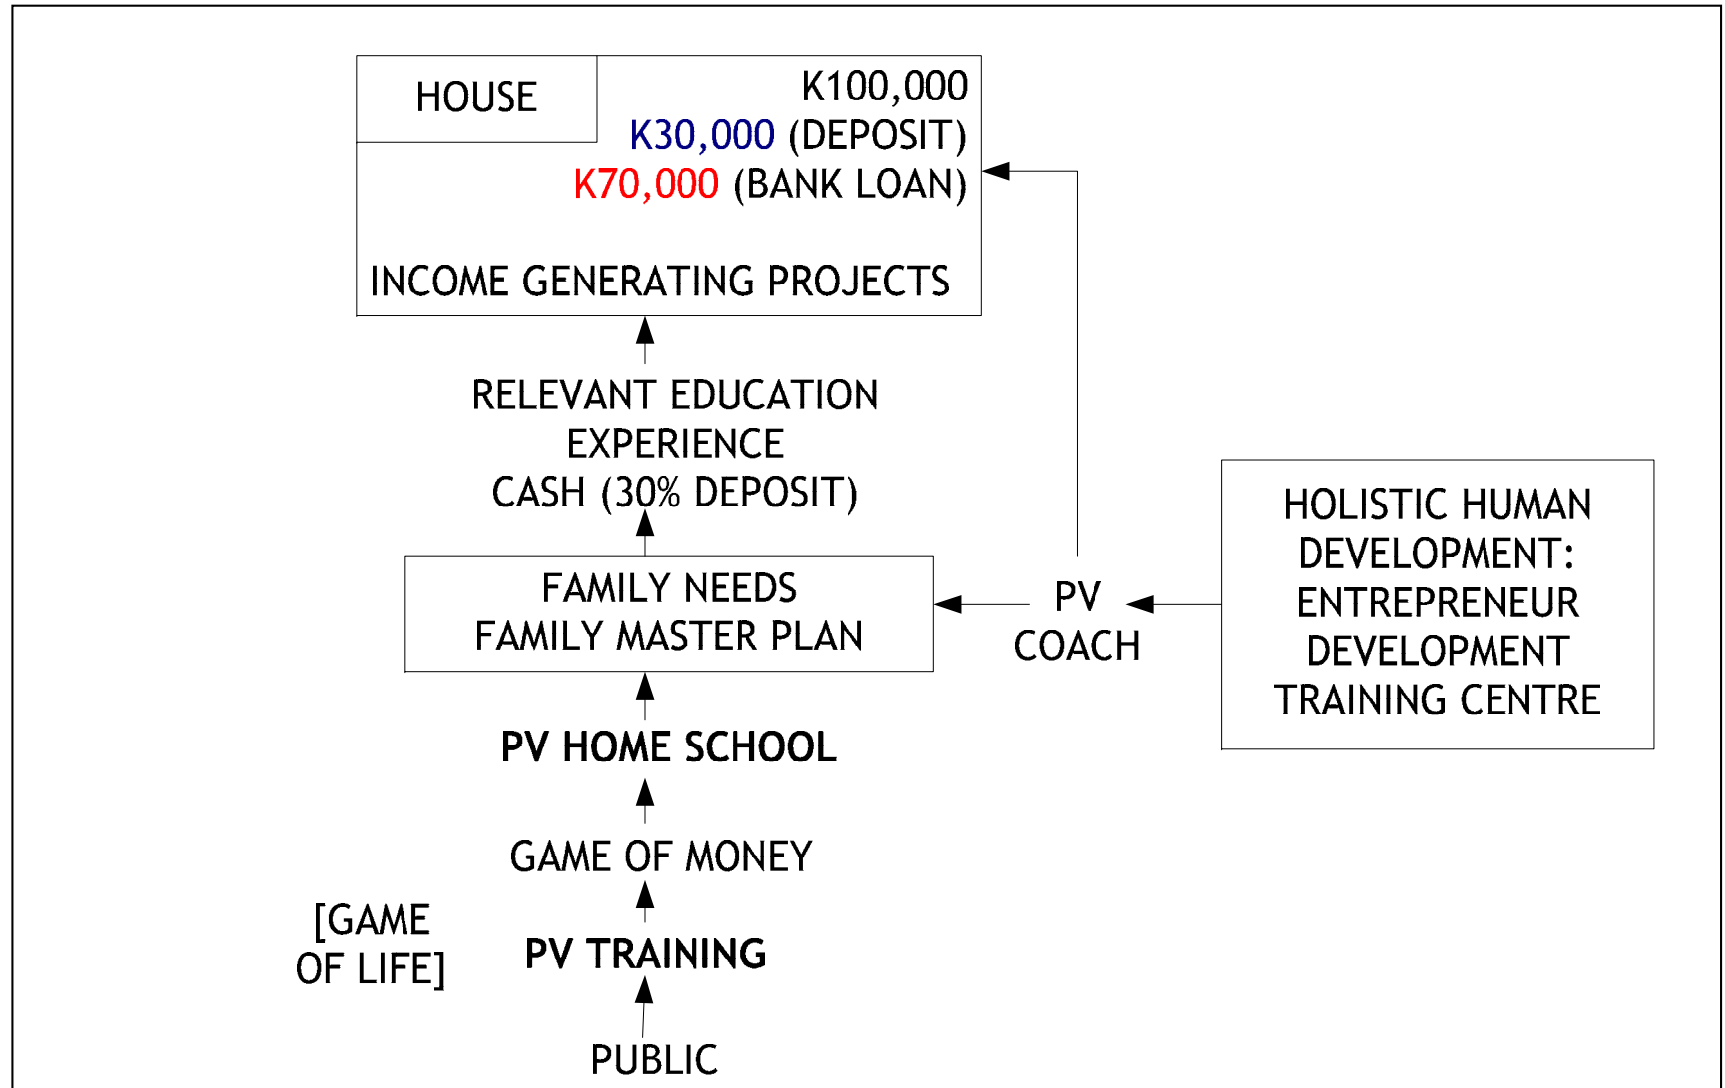 HOUSE
K100,000
K30,000 (DEPOSIT)
K70,000 (BANK LOAN)
INCOME GENERATING PROJECTS
RELEVANT EDUCATION
EXPERIENCE
CASH (30% DEPOSIT)
FAMILY NEEDS
FAMILY MASTER PLAN
PV
COACH
HOLISTIC HUMAN
DEVELOPMENT:
ENTREPRENEUR
DEVELOPMENT
TRAINING CENTRE
PV HOME SCHOOL
GAME OF MONEY
[GAME
OF LIFE]
PV TRAINING
PUBLIC